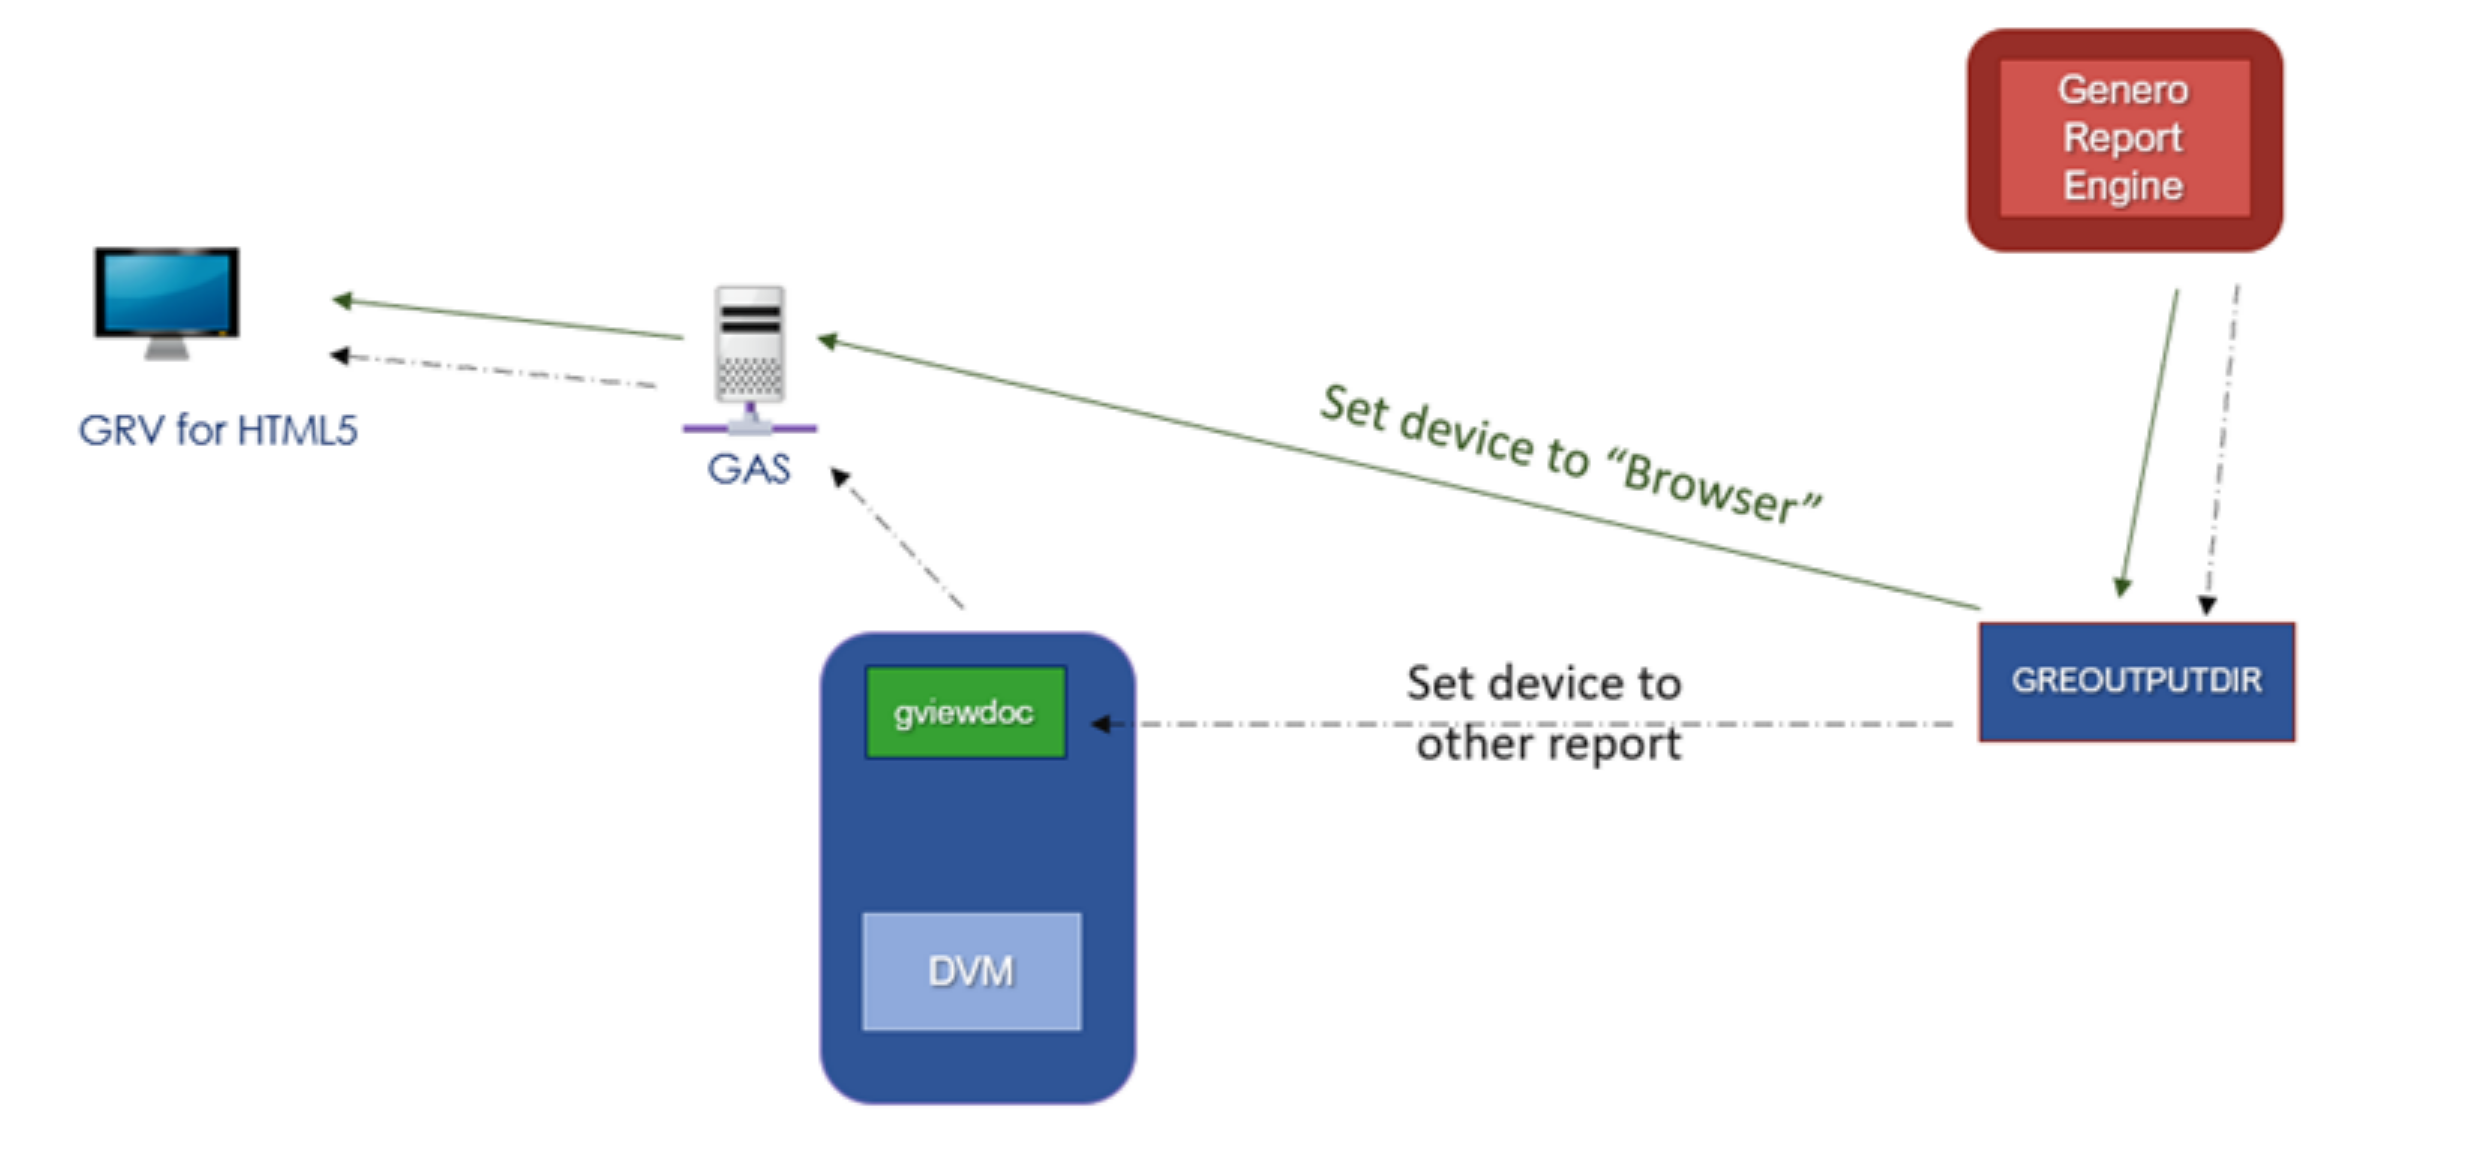 Genero
Report
Engine
GRV for HTML5
GAS
Set device to “Browser”
gviewdoc
Set device to
other report
GREOUTPUTDIR
DVM